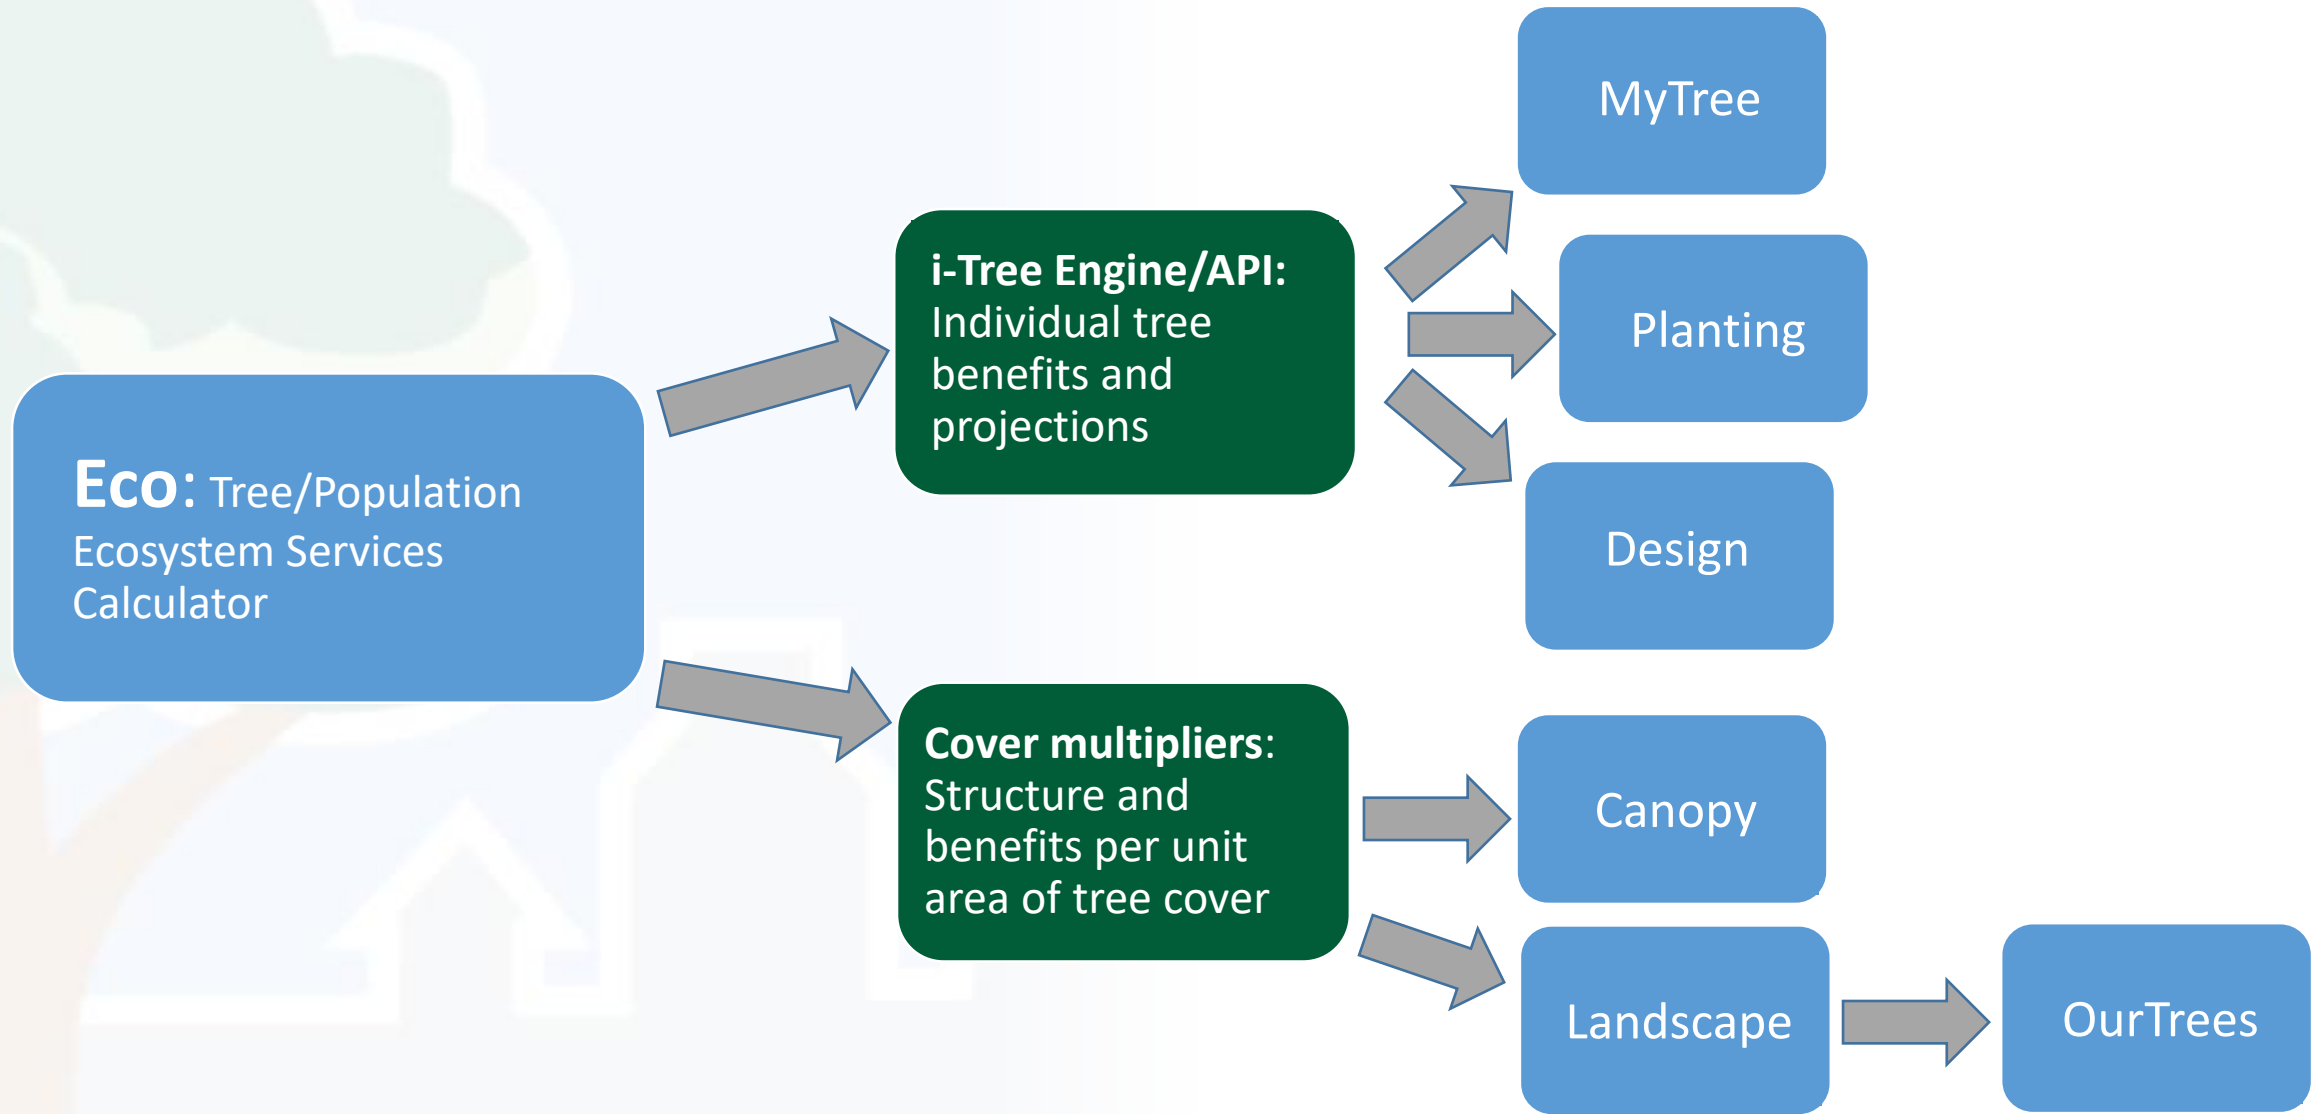 Eco: Tree/Population
Ecosystem Services
Calculator
i-Tree Engine/API:
Individual tree
benefits and
projections
MyTree
Planting
Design
Cover multipliers:
Structure and
benefits per unit
area of tree cover
Canopy
Landscape
OurTrees